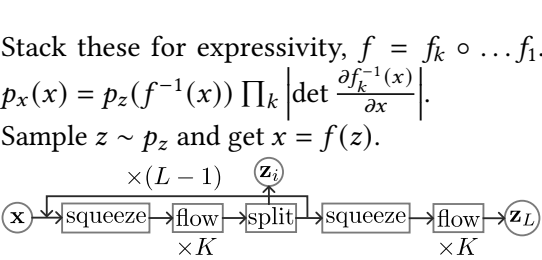 Stack these for expressivity, f = f_k ∘ … f_1.
p_x(x) = p_z(f^{-1}(x)) ∏_k |det ∂f_k^{-1}(x)/∂x|.
Sample z ∼ p_z and get x = f(z).
×(L − 1) z_i
x squeeze flow split squeeze flow z_L
×K ×K